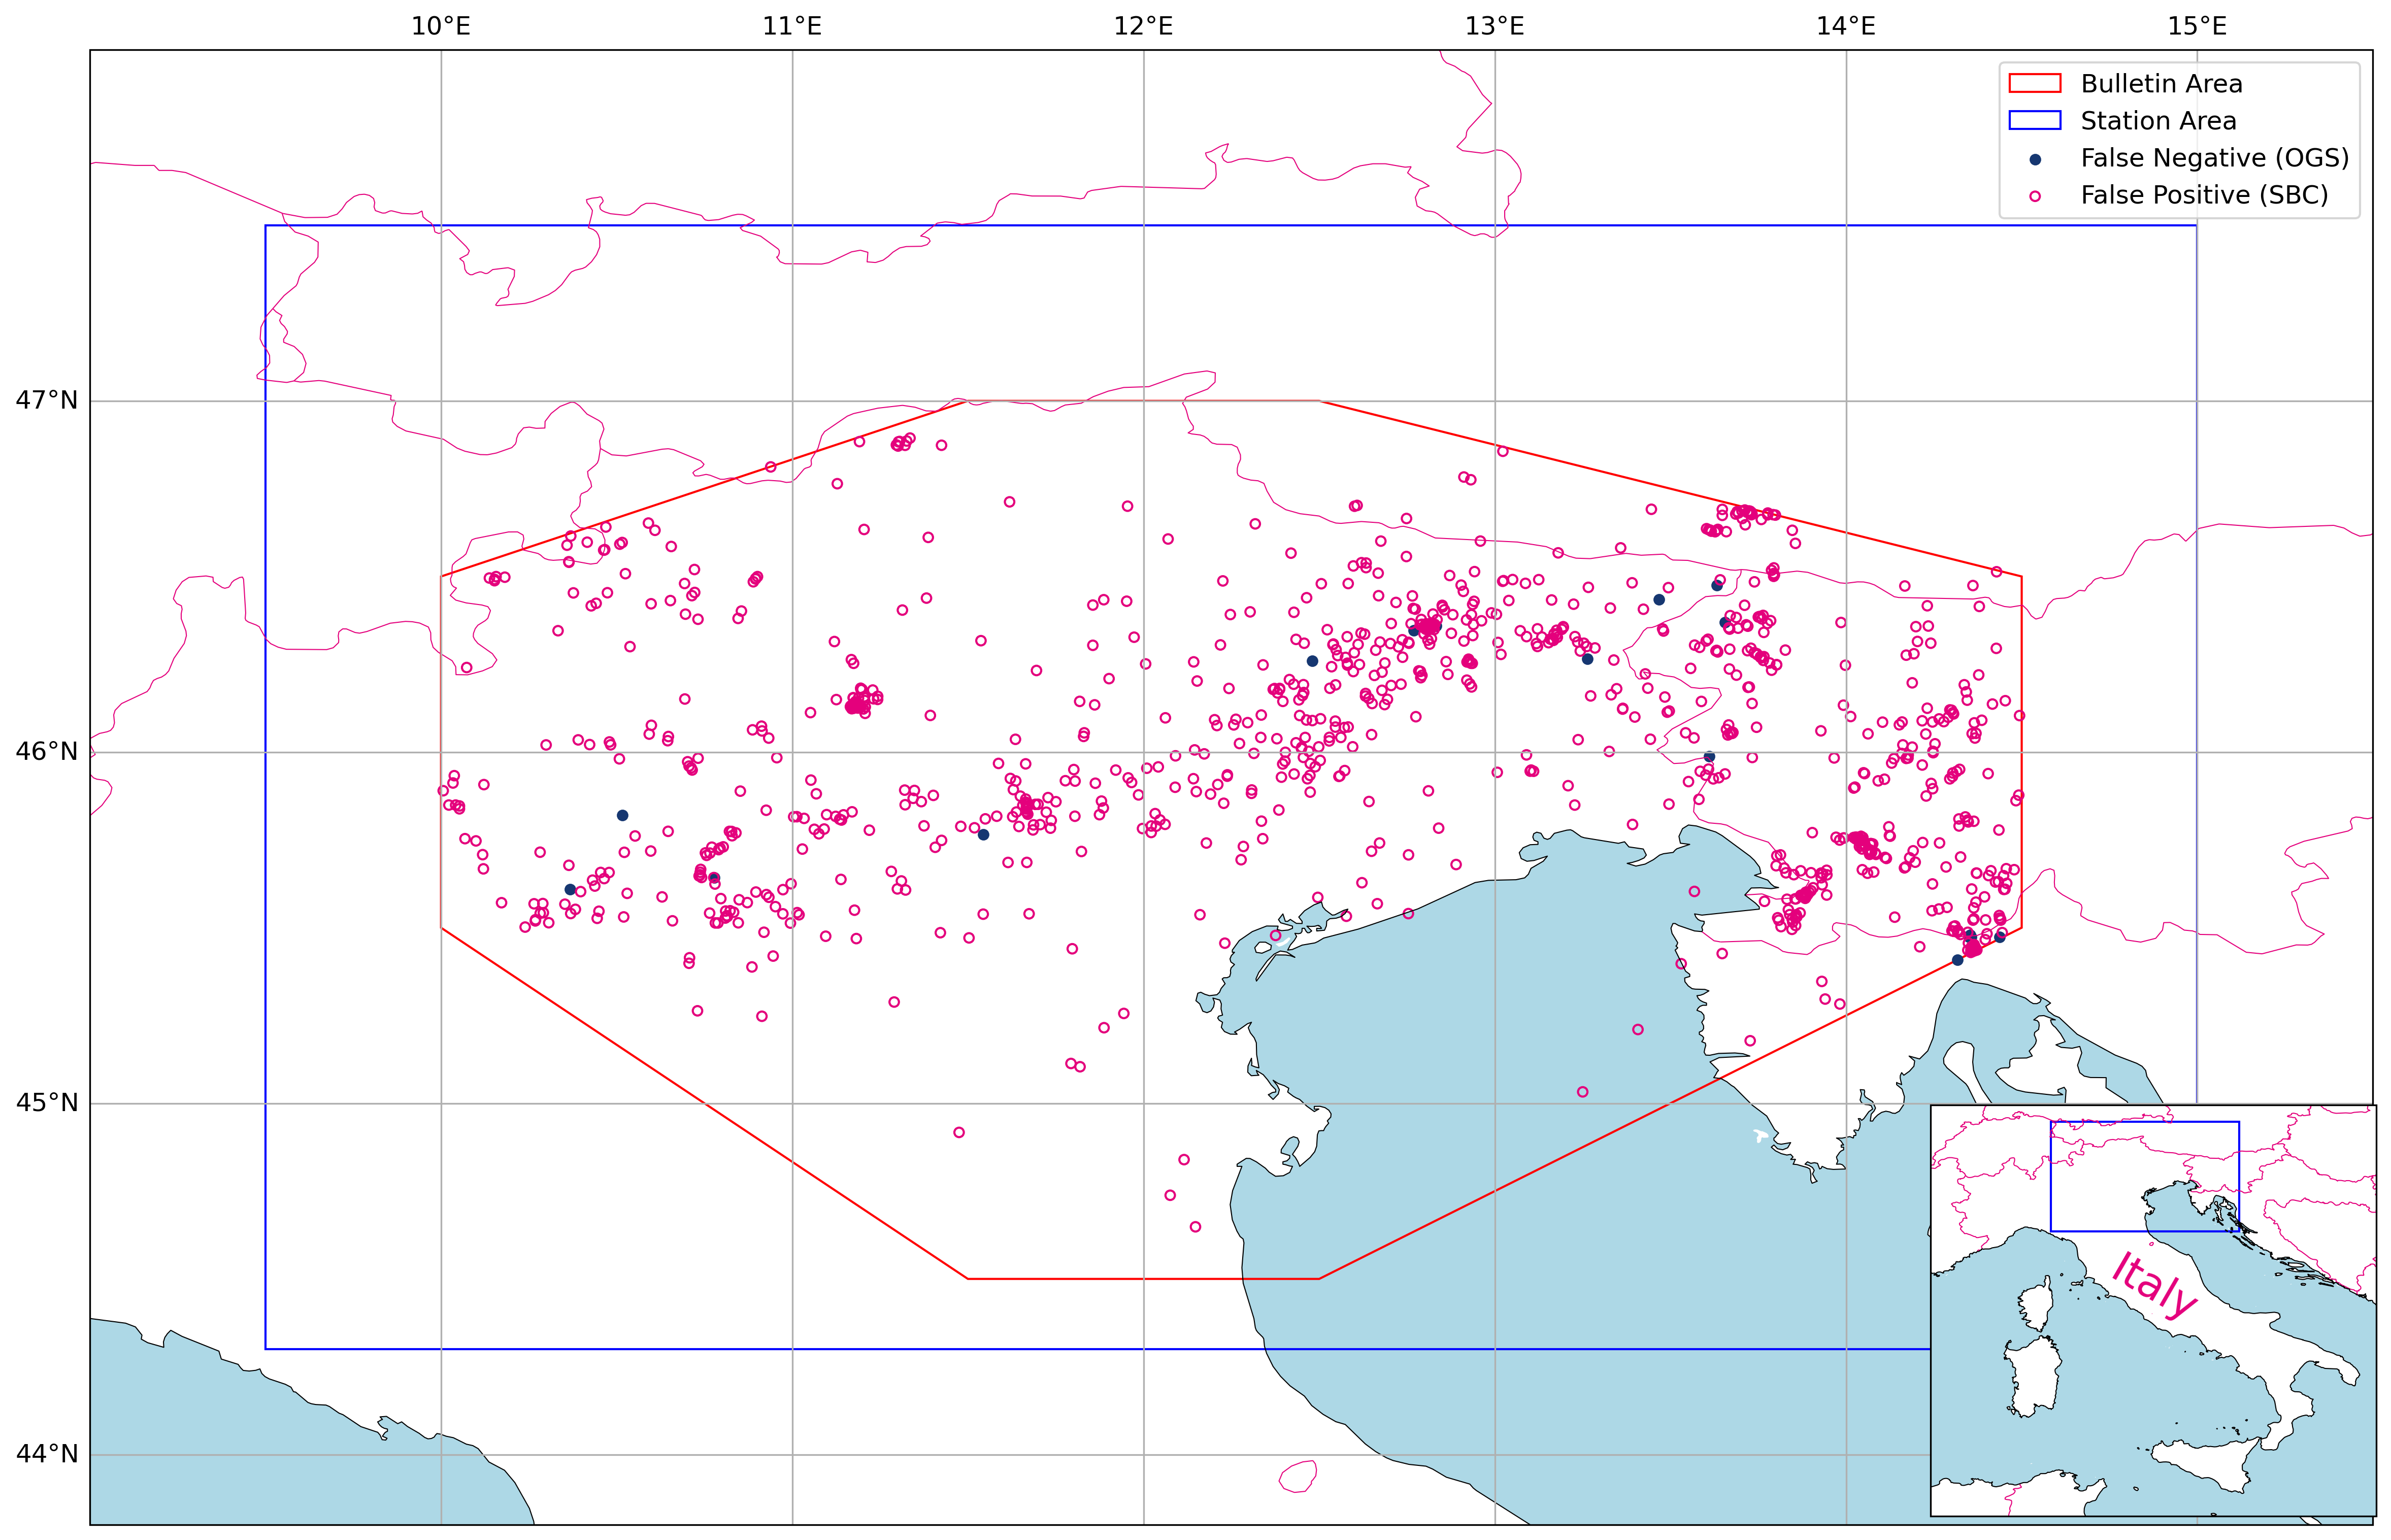 10°E 11°E 12°E 13°E 14°E 15°E
Bulletin Area
Station Area
False Negative (OGS)
False Positive (SBC)
47°N
46°N
45°N
44°N
Italy